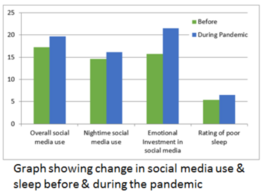 25
20
15
10
5
0
Before
During Pandemic
Overall social
media use
Nightime social
media use
Emotional
Investment in
social media
Rating of poor
sleep
Graph showing change in social media use &
sleep before & during the pandemic